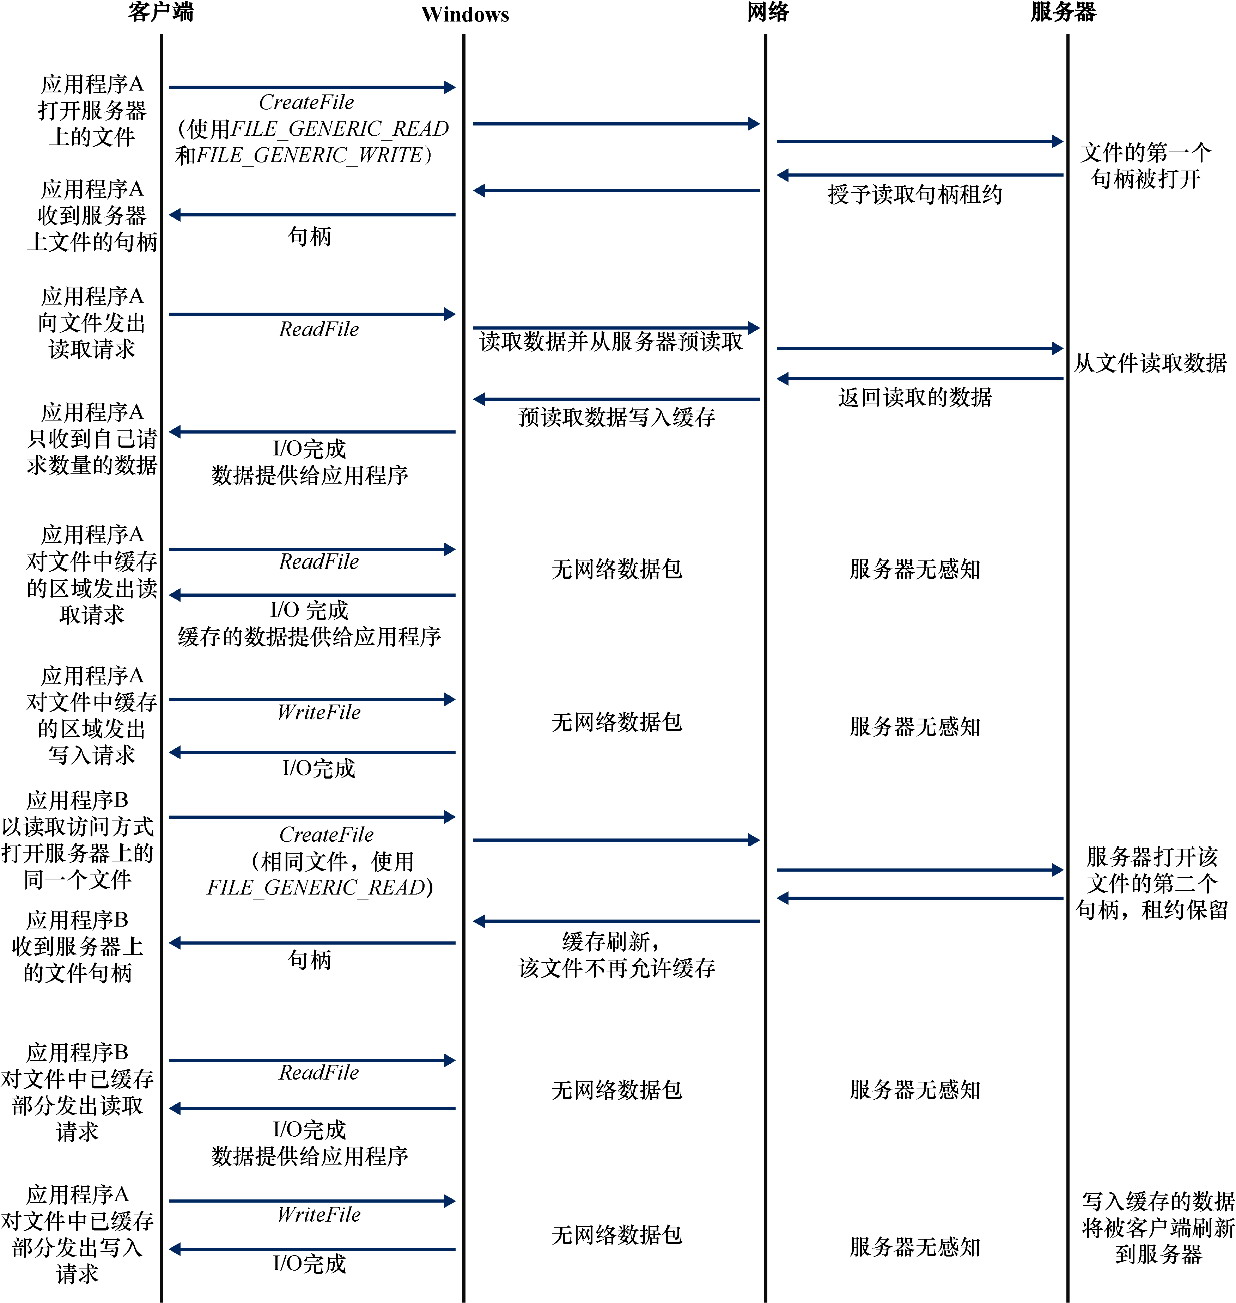 客户端
Windows
网络
服务器
应用程序A
打开服务器
上的文件
CreateFile
（使用FILE_GENERIC_READ
和FILE_GENERIC_WRITE）
文件的第一个
句柄被打开
授予读取句柄租约
应用程序A
收到服务器
上文件的句柄
句柄
应用程序A
向文件发出
读取请求
ReadFile
读取数据并从服务器预读取
从文件读取数据
返回读取的数据
预读取数据写入缓存
应用程序A
只收到自己请
求数量的数据
I/O完成
数据提供给应用程序
应用程序A
对文件中缓存
的区域发出读
取请求
ReadFile
无网络数据包
服务器无感知
I/O 完成
缓存的数据提供给应用程序
应用程序A
对文件中缓存
的区域发出
写入请求
WriteFile
无网络数据包
服务器无感知
I/O完成
应用程序B
以读取访问方式
打开服务器上的
同一个文件
CreateFile
（相同文件，使用
FILE_GENERIC_READ）
服务器打开该
文件的第二个
句柄，租约保留
应用程序B
收到服务器上
的文件句柄
句柄
缓存刷新，
该文件不再允许缓存
应用程序B
对文件中已缓存
部分发出读取
请求
ReadFile
无网络数据包
服务器无感知
I/O完成
数据提供给应用程序
应用程序A
对文件中已缓存
部分发出写入
请求
WriteFile
无网络数据包
服务器无感知
I/O完成
写入缓存的数据
将被客户端刷新
到服务器